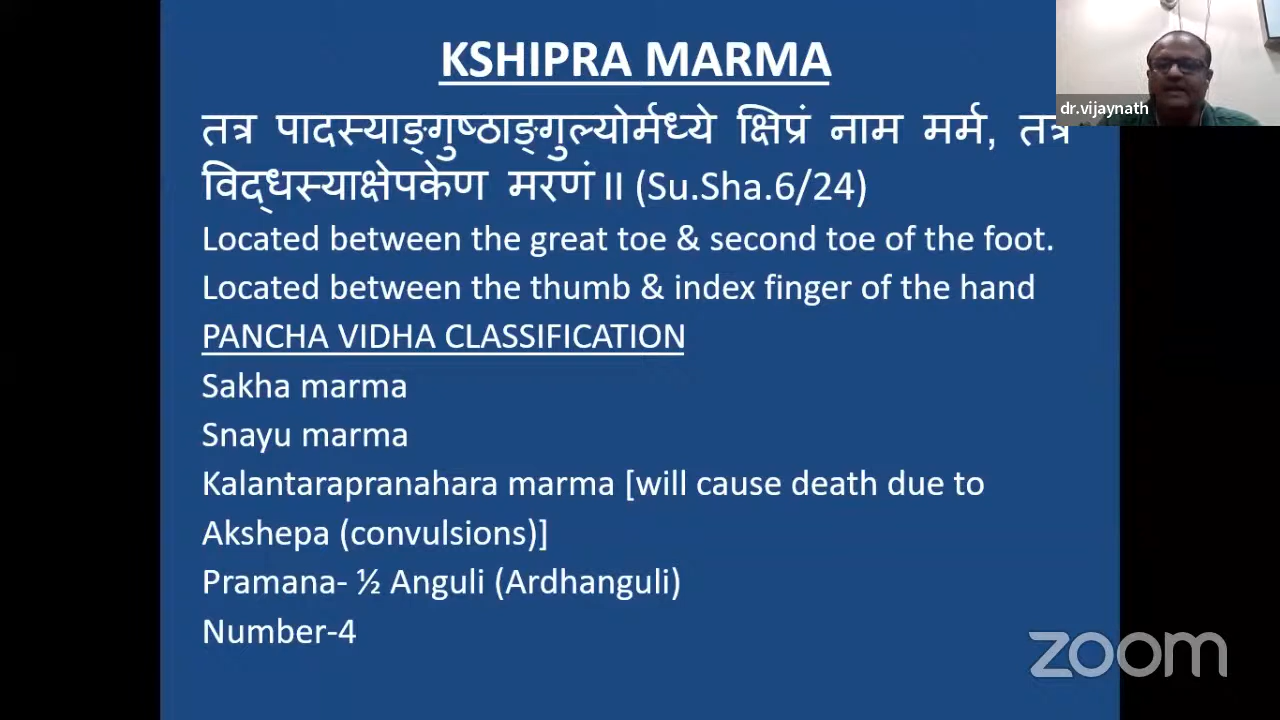 KSHIPRA MARMA
dr.vijaynath
तत्र पादस्याङ्गुष्ठाङ्गुल्योर्मध्ये क्षिप्रं नाम मर्म, तत्र
विद्धस्याक्षेपकेण मरणं II (Su.Sha.6/24)
Located between the great toe & second toe of the foot.
Located between the thumb & index finger of the hand
PANCHA VIDHA CLASSIFICATION
Sakha marma
Snayu marma
Kalantarapranahara marma [will cause death due to
Akshepa (convulsions)]
Pramana- ½ Anguli (Ardhanguli)
Number-4
zoom